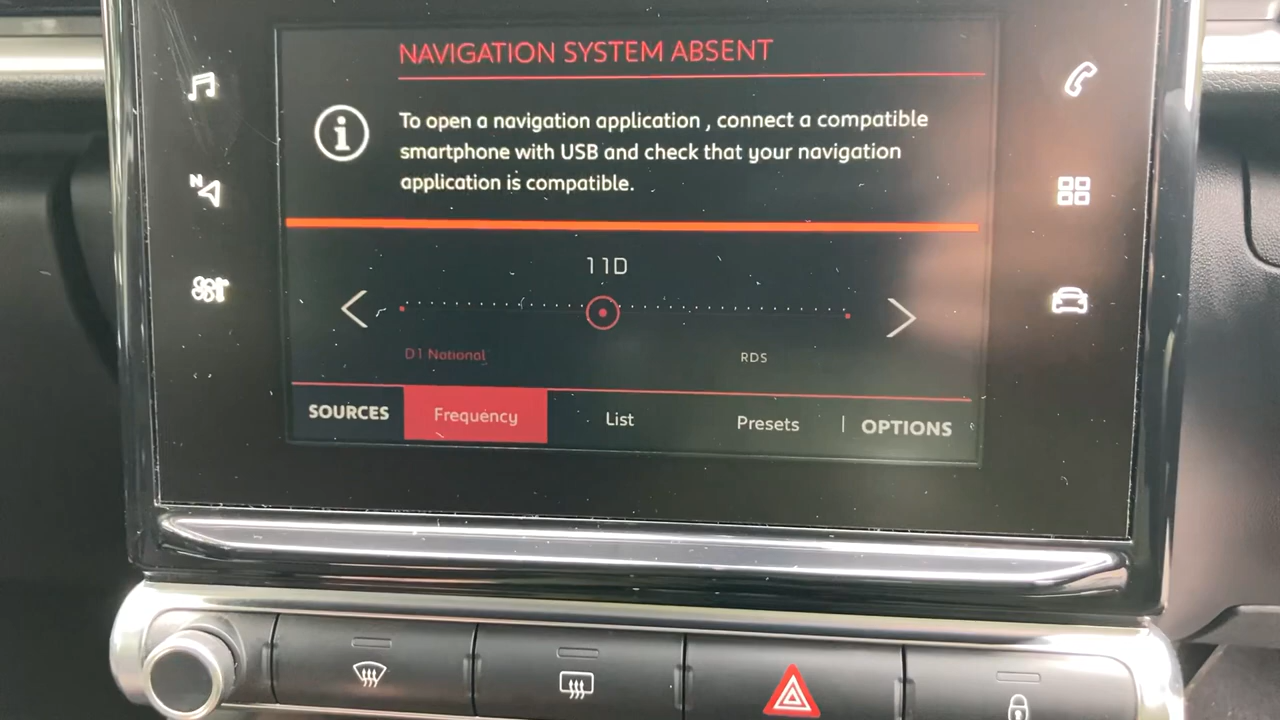 NAVIGATION SYSTEM ABSENT
N
To open a navigation application , connect a compatible
smartphone with USB and check that your navigation
application is compatible.
11D
D1 National
RDS
SOURCES Frequency List Presets | OPTIONS